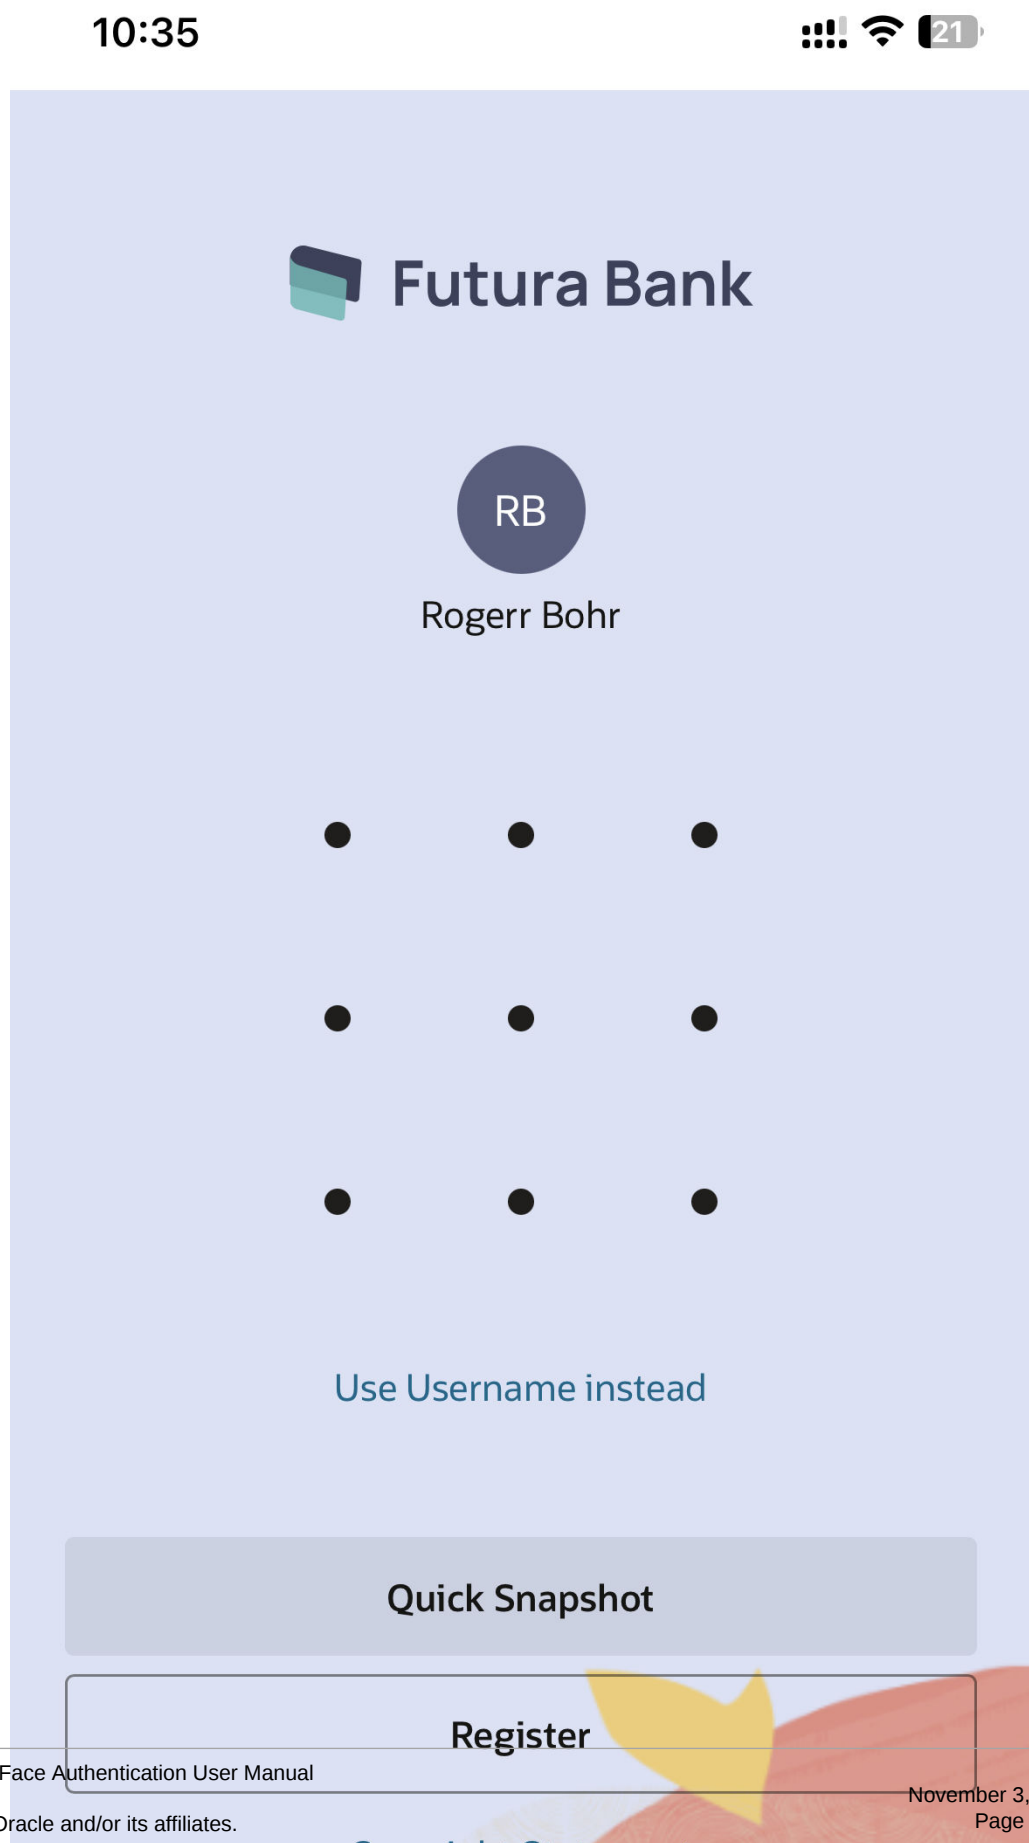 10:35
21
Futura Bank
RB
Rogerr Bohr
Use Username instead
Quick Snapshot
Register
Face Authentication User Manual
November 3,
Oracle and/or its affiliates.
Page